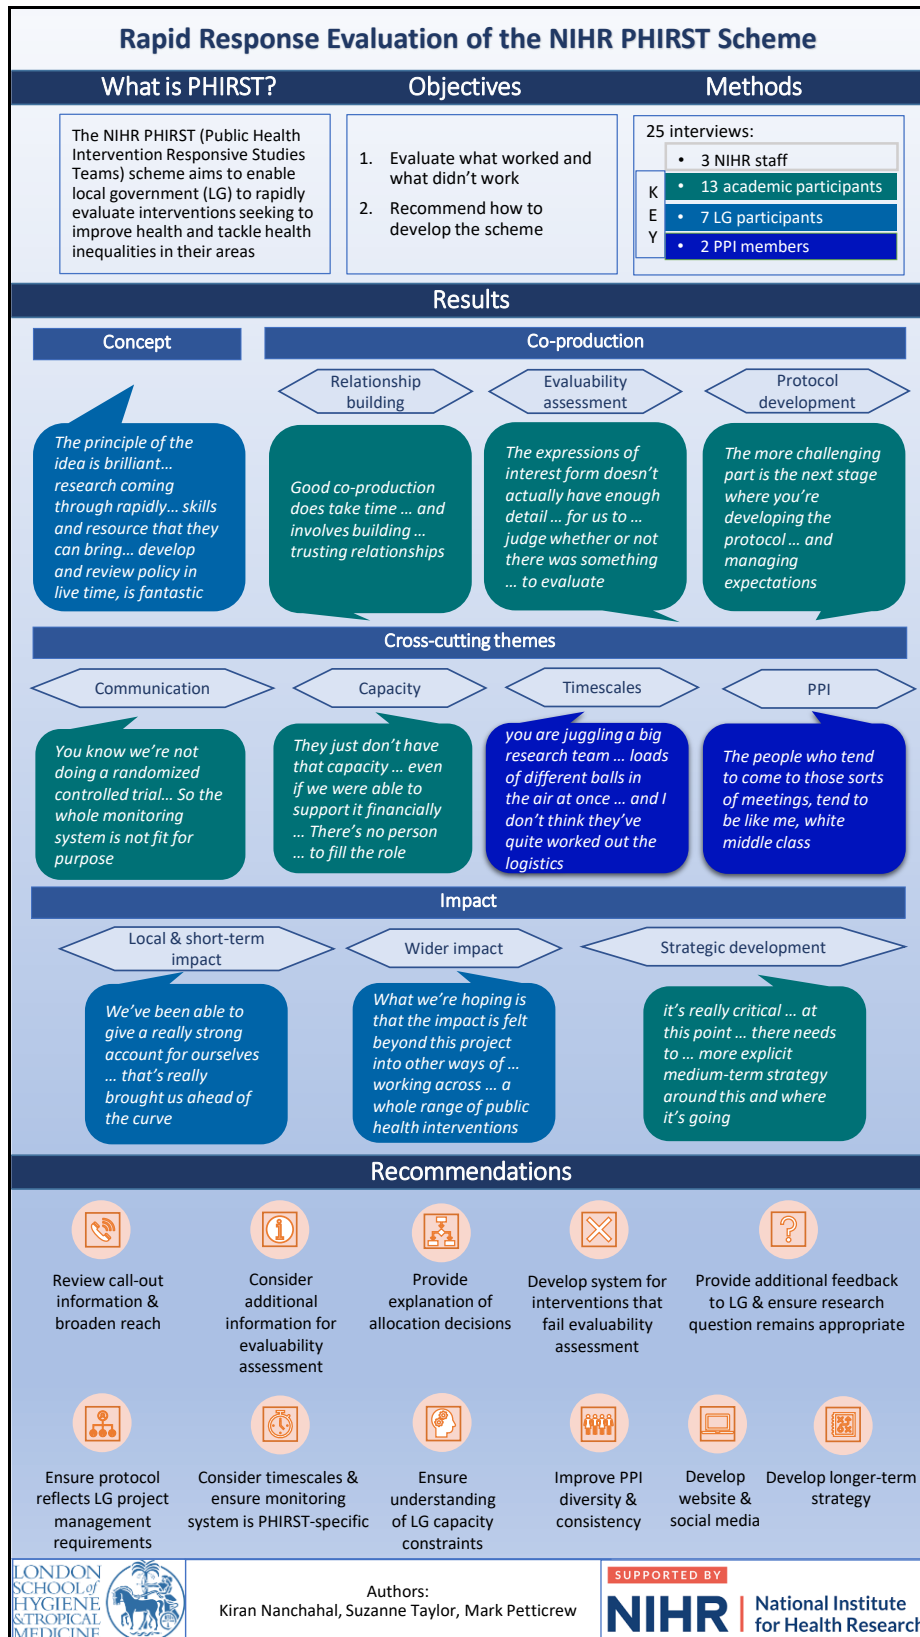 Rapid Response Evaluation of the NIHR PHIRST Scheme
What is PHIRST?
The NIHR PHIRST (Public Health
Intervention Responsive Studies
Teams) scheme aims to enable
local government (LG) to rapidly
evaluate interventions seeking to
improve health and tackle health
inequalities in their areas
Objectives
1. Evaluate what worked and
what didn't work
2. Recommend how to
develop the scheme
Methods
25 interviews:
KEY
• 3 NIHR staff
• 13 academic participants
• 7 LG participants
• 2 PPI members
Results
Concept
The principle of the
idea is brilliant…
research coming
through rapidly… skills
and resource that they
can bring… develop
and review policy in
live time, is fantastic
Co-production
Relationship
building
Good co-production
does take time … and
involves building …
trusting relationships
Evaluability
assessment
The expressions of
interest form doesn't
actually have enough
detail … for us to …
judge whether or not
there was something
… to evaluate
Protocol
development
The more challenging
part is the next stage
where you're
developing the
protocol … and
managing
expectations
Cross-cutting themes
Communication
You know we're not
doing a randomized
controlled trial… So the
whole monitoring
system is not fit for
purpose
Capacity
They just don't have
that capacity … even
if we were able to
support it financially
… There's no person
… to fill the role
Timescales
you are juggling a big
research team … loads
of different balls in
the air at once … and I
don't think they've
quite worked out the
logistics
PPI
The people who tend
to come to those sorts
of meetings, tend to
be like me, white
middle class
Impact
Local & short-term
impact
We've been able to
give a really strong
account for ourselves
… that's really
brought us ahead of
the curve
Wider impact
What we're hoping is
that the impact is felt
beyond this project
into other ways of …
working across … a
whole range of public
health interventions
Strategic development
it's really critical … at
this point … there needs
to … more explicit
medium-term strategy
around this and where
it's going
Recommendations
Review call-out
information &
broaden reach
Consider
additional
information for
evaluability
assessment
Provide
explanation of
allocation decisions
Develop system for
interventions that
fail evaluability
assessment
Provide additional feedback
to LG & ensure research
question remains appropriate
Ensure protocol
reflects LG project
management
requirements
Consider timescales &
ensure monitoring
system is PHIRST-specific
Ensure
understanding
of LG capacity
constraints
Improve PPI
diversity &
consistency
Develop
website &
social media
Develop longer-term
strategy
LONDON
SCHOOL of
HYGIENE
&TROPICAL
MEDICINE
Authors:
Kiran Nanchahal, Suzanne Taylor, Mark Petticrew
SUPPORTED BY
NIHR | National Institute
for Health Research